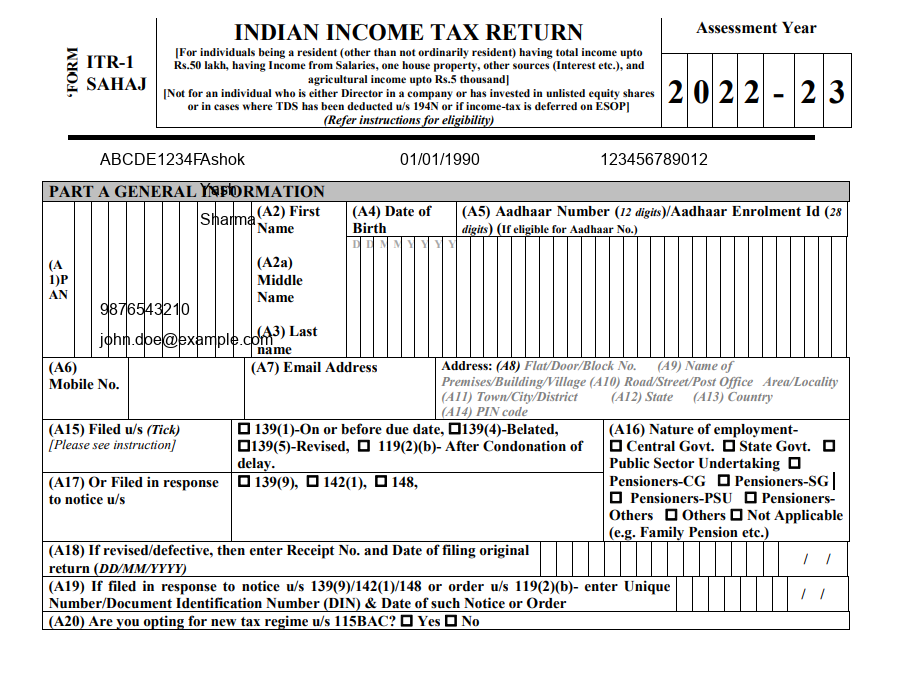 INDIAN INCOME TAX RETURN
Assessment Year
'FORM
ITR-1
SAHAJ
[For individuals being a resident (other than not ordinarily resident) having total income upto
Rs.50 lakh, having Income from Salaries, one house property, other sources (Interest etc.), and
agricultural income upto Rs.5 thousand]
[Not for an individual who is either Director in a company or has invested in unlisted equity shares
or in cases where TDS has been deducted u/s 194N or if income-tax is deferred on ESOP]
(Refer instructions for eligibility)
2 0 2 2 - 2 3
ABCDE1234FAshok 01/01/1990 123456789012
Yash
PART A GENERAL INFORMATION
Sharma
(A
1)P
AN
(A2) First
Name
(A2a)
Middle
Name
(A3) Last
name
(A4) Date of
Birth
D D M M Y Y Y Y
(A5) Aadhaar Number (12 digits)/Aadhaar Enrolment Id (28
digits) (If eligible for Aadhaar No.)
9876543210
john.doe@example.com
(A6)
Mobile No.
(A7) Email Address
Address: (A8) Flat/Door/Block No. (A9) Name of
Premises/Building/Village (A10) Road/Street/Post Office Area/Locality
(A11) Town/City/District (A12) State (A13) Country
(A14) PIN code
(A15) Filed u/s (Tick)
[Please see instruction]
☐ 139(1)-On or before due date, ☐139(4)-Belated,
☐139(5)-Revised, ☐ 119(2)(b)- After Condonation of
delay.
(A16) Nature of employment-
☐ Central Govt. ☐ State Govt. ☐
Public Sector Undertaking ☐
Pensioners-CG ☐ Pensioners-SG
☐ Pensioners-PSU ☐ Pensioners-
Others ☐ Others ☐ Not Applicable
(e.g. Family Pension etc.)
(A17) Or Filed in response
to notice u/s
☐ 139(9), ☐ 142(1), ☐ 148,
(A18) If revised/defective, then enter Receipt No. and Date of filing original
return (DD/MM/YYYY)
/ /
(A19) If filed in response to notice u/s 139(9)/142(1)/148 or order u/s 119(2)(b)- enter Unique
Number/Document Identification Number (DIN) & Date of such Notice or Order
/ /
(A20) Are you opting for new tax regime u/s 115BAC? ☐ Yes ☐ No